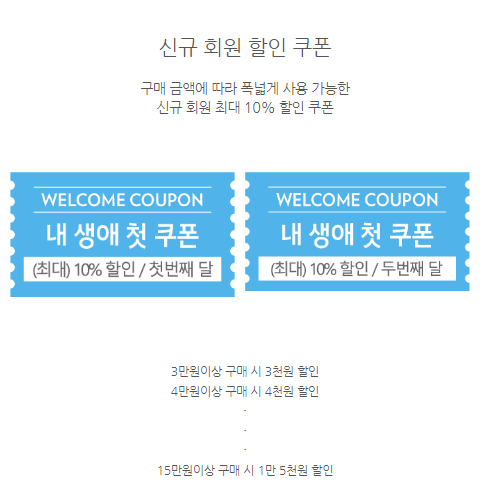 신규 회원 할인 쿠폰
구매 금액에 따라 폭넓게 사용 가능한
신규 회원 최대 10% 할인 쿠폰
WELCOME COUPON
내 생애 첫 쿠폰
(최대) 10% 할인 / 첫번째 달
WELCOME COUPON
내 생애 첫 쿠폰
(최대) 10% 할인 / 두번째 달
3만원이상 구매 시 3천원 할인
4만원이상 구매 시 4천원 할인
.
.
.
15만원이상 구매 시 1만 5천원 할인